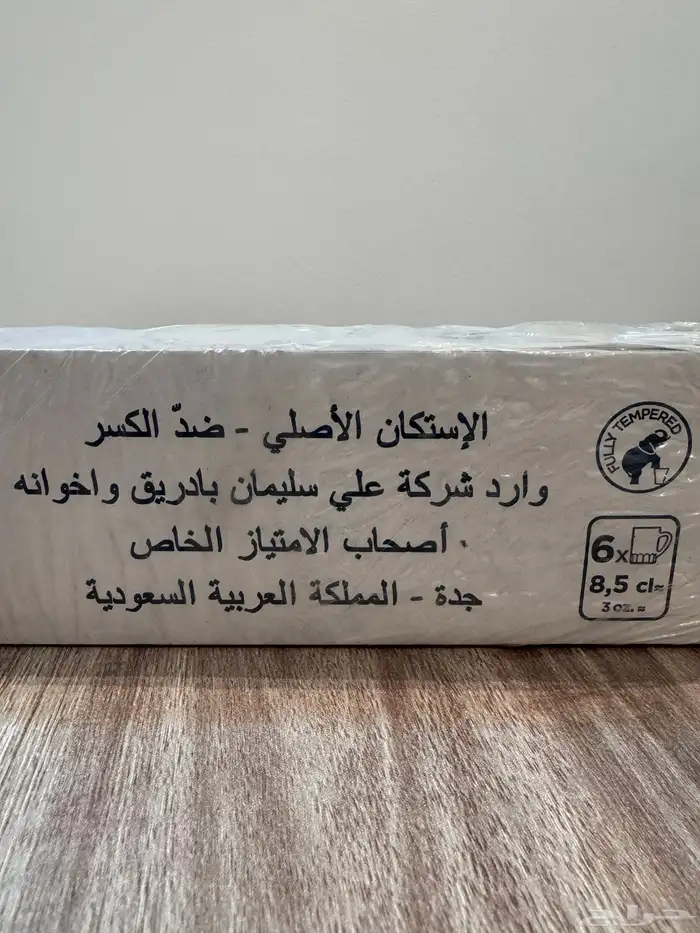 الإستكان الأصلي - ضدّ الكسر
وارد شركة علي سليمان بادريق واخوانه
أصحاب الامتياز الخاص
جدة - المملكة العربية السعودية
FULLY TEMPERED
6x
8,5 cl≈
3 oz. ≈
حراج